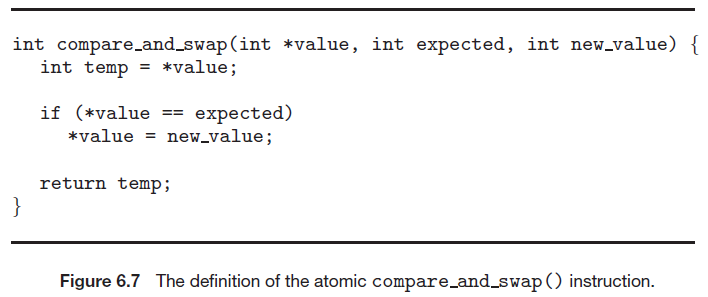 int compare_and_swap(int *value, int expected, int new_value) {
int temp = *value;
if (*value == expected)
*value = new_value;
return temp;
}
Figure 6.7 The definition of the atomic compare_and_swap() instruction.